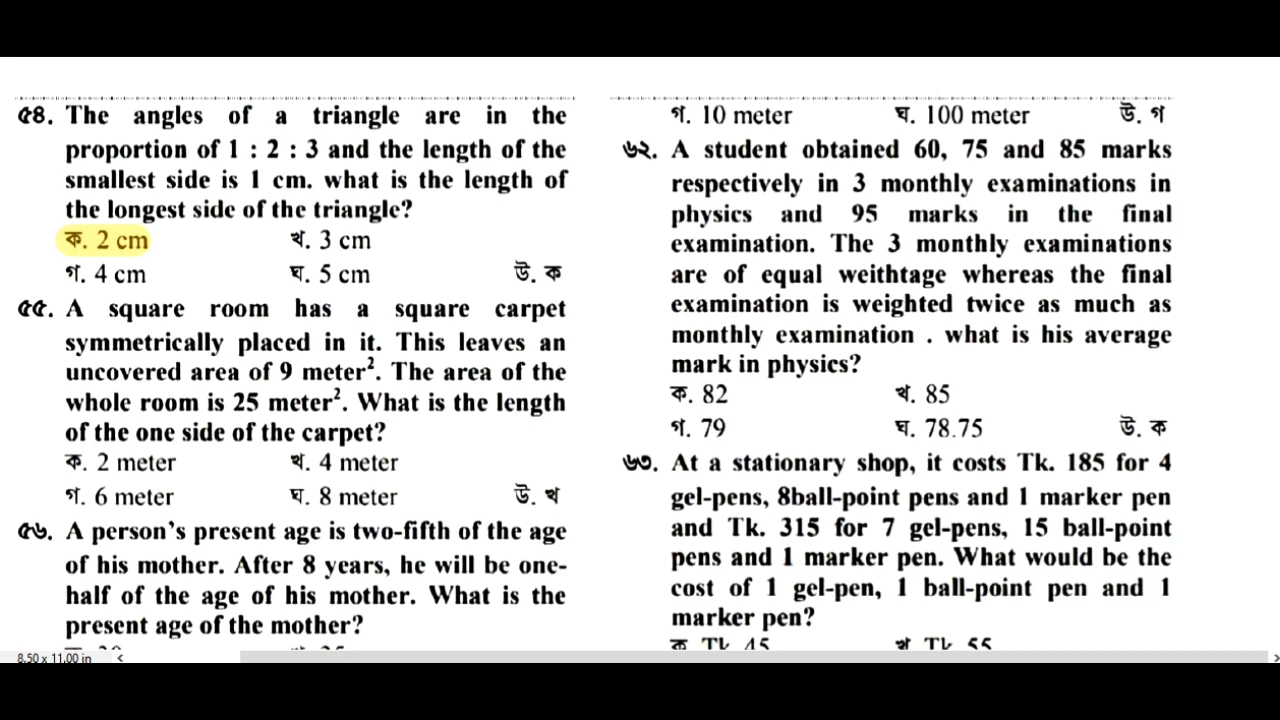 ৫৪. The angles of a triangle are in the
proportion of 1 : 2 : 3 and the length of the
smallest side is 1 cm. what is the length of
the longest side of the triangle?
ক. 2 cm খ. 3 cm
গ. 4 cm ঘ. 5 cm উ. ক
৫৫. A square room has a square carpet
symmetrically placed in it. This leaves an
uncovered area of 9 meter². The area of the
whole room is 25 meter². What is the length
of the one side of the carpet?
ক. 2 meter খ. 4 meter
গ. 6 meter ঘ. 8 meter উ. খ
৫৬. A person's present age is two-fifth of the age
of his mother. After 8 years, he will be one-
half of the age of his mother. What is the
present age of the mother?
8.50 x 11.00 in
গ. 10 meter ঘ. 100 meter উ. গ
৬২. A student obtained 60, 75 and 85 marks
respectively in 3 monthly examinations in
physics and 95 marks in the final
examination. The 3 monthly examinations
are of equal weithtage whereas the final
examination is weighted twice as much as
monthly examination . what is his average
mark in physics?
ক. 82 খ. 85
গ. 79 ঘ. 78.75 উ. ক
৬৩. At a stationary shop, it costs Tk. 185 for 4
gel-pens, 8ball-point pens and 1 marker pen
and Tk. 315 for 7 gel-pens, 15 ball-point
pens and 1 marker pen. What would be the
cost of 1 gel-pen, 1 ball-point pen and 1
marker pen?
ক Tk 45 খ Tk 55